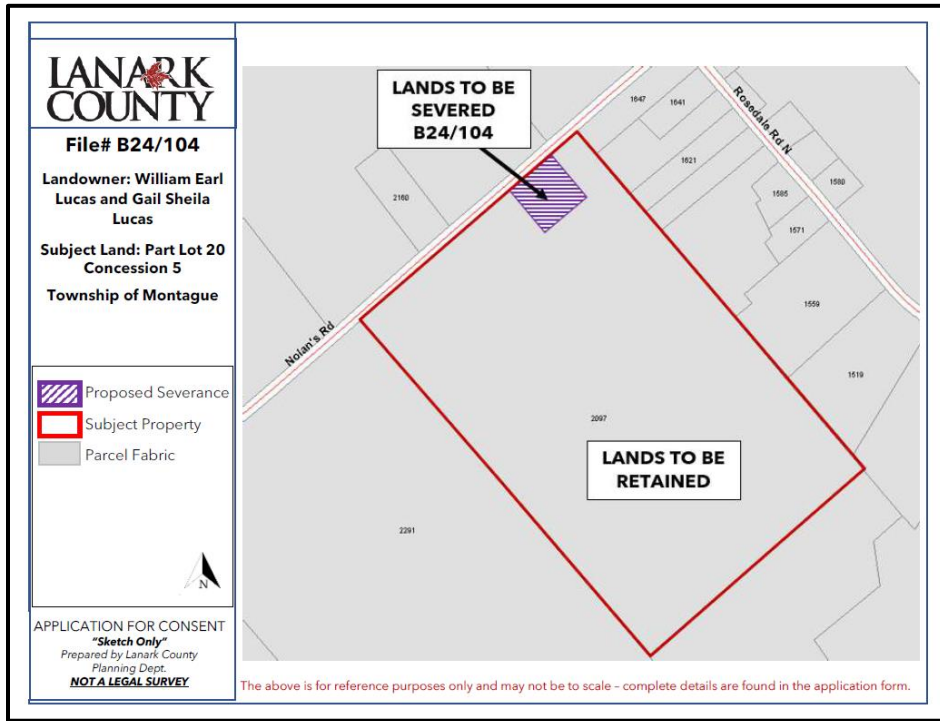 LANARK
COUNTY
File# B24/104
Landowner: William Earl
Lucas and Gail Sheila
Lucas
Subject Land: Part Lot 20
Concession 5
Township of Montague
Proposed Severance
Subject Property
Parcel Fabric
N
APPLICATION FOR CONSENT
"Sketch Only"
Prepared by Lanark County
Planning Dept.
NOT A LEGAL SURVEY
LANDS TO BE
SEVERED
B24/104
1647
1641
Rosedale Rd N
1621
1580
1585
1571
2160
1559
Nolan's Rd
1519
2097
LANDS TO BE
RETAINED
2291
The above is for reference purposes only and may not be to scale – complete details are found in the application form.